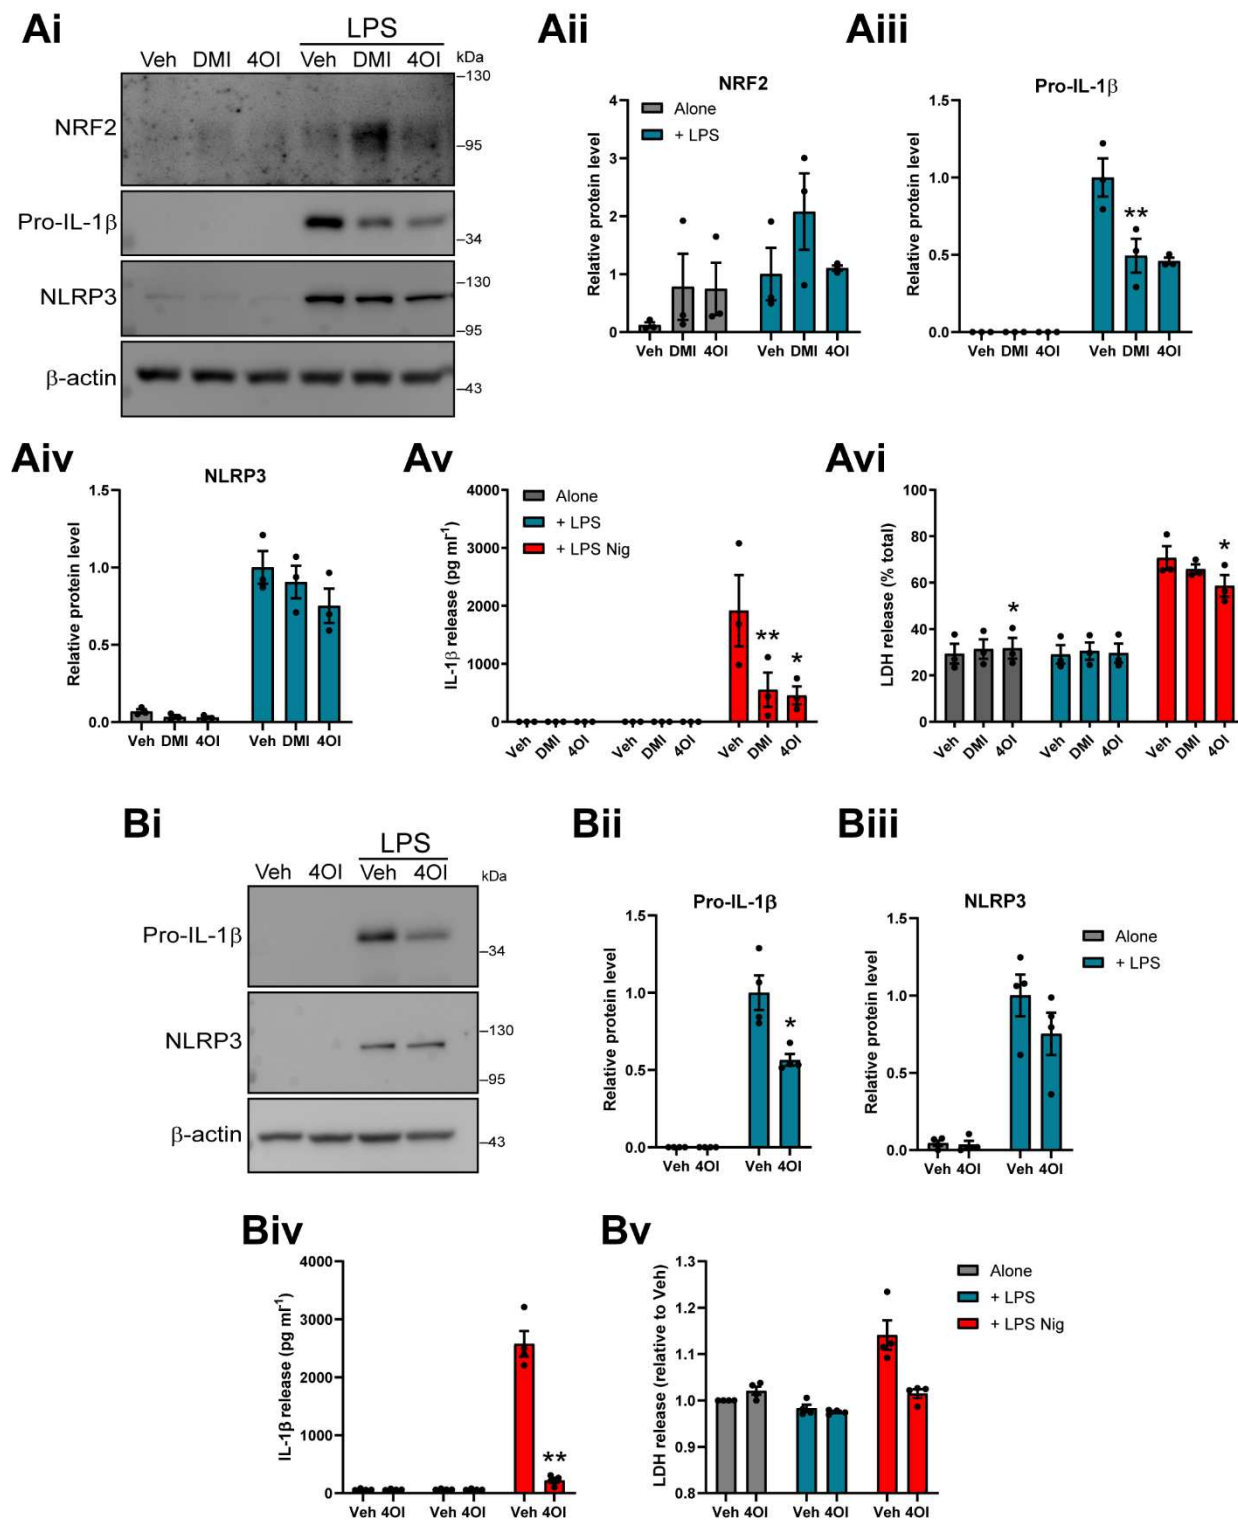 Ai
LPS
Veh DMI 4OI Veh DMI 4OI kDa
NRF2
–130
–95
Pro-IL-1β
–34
NLRP3
–130
–95
β-actin
–43
Aii
NRF2
Relative protein level
4
3
2
1
0
Alone
+ LPS
Veh DMI 4OI Veh DMI 4OI
Aiii
Pro-IL-1β
Relative protein level
1.5
1.0
0.5
0.0
**
Veh DMI 4OI Veh DMI 4OI
Aiv
NLRP3
Relative protein level
1.5
1.0
0.5
0.0
Veh DMI 4OI Veh DMI 4OI
Av
IL-1β release (pg ml⁻¹)
4000
3000
2000
1000
0
Alone
+ LPS
+ LPS Nig
** *
Veh DMI 4OI Veh DMI 4OI Veh DMI 4OI
Avi
LDH release (% total)
100
80
60
40
20
0
* *
Veh DMI 4OI Veh DMI 4OI Veh DMI 4OI
Bi
LPS
Veh 4OI Veh 4OI kDa
Pro-IL-1β
–34
NLRP3
–130
–95
β-actin
–43
Bii
Pro-IL-1β
Relative protein level
1.5
1.0
0.5
0.0
*
Veh 4OI Veh 4OI
Biii
NLRP3
Relative protein level
1.5
1.0
0.5
0.0
Alone
+ LPS
Veh 4OI Veh 4OI
Biv
IL-1β release (pg ml⁻¹)
4000
3000
2000
1000
0
**
Veh 4OI Veh 4OI Veh 4OI
Bv
LDH release (relative to Veh)
1.3
1.2
1.1
1.0
0.9
0.8
Alone
+ LPS
+ LPS Nig
Veh 4OI Veh 4OI Veh 4OI